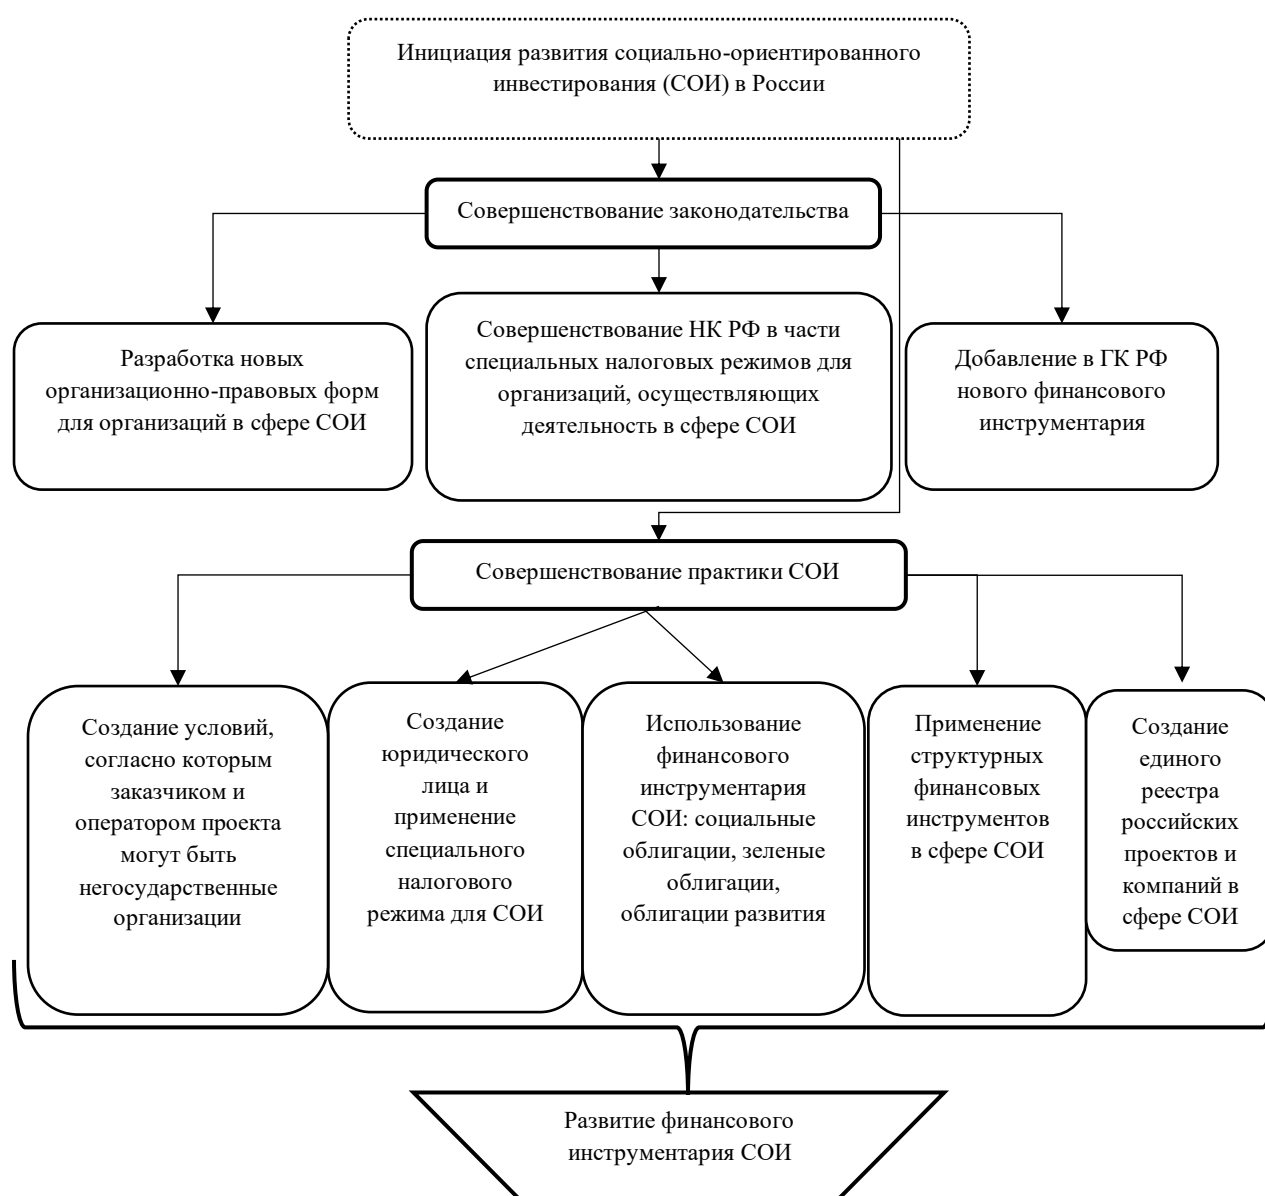 Инициация развития социально-ориентированного
инвестирования (СОИ) в России
Совершенствование законодательства
Разработка новых
организационно-правовых форм
для организаций в сфере СОИ
Совершенствование НК РФ в части
специальных налоговых режимов для
организаций, осуществляющих
деятельность в сфере СОИ
Добавление в ГК РФ
нового финансового
инструментария
Совершенствование практики СОИ
Создание условий,
согласно которым
заказчиком и
оператором проекта
могут быть
негосударственные
организации
Создание
юридического
лица и
применение
специального
налогового
режима для СОИ
Использование
финансового
инструментария
СОИ: социальные
облигации, зеленые
облигации,
облигации развития
Применение
структурных
финансовых
инструментов
в сфере СОИ
Создание
единого
реестра
российских
проектов и
компаний в
сфере СОИ
Развитие финансового
инструментария СОИ